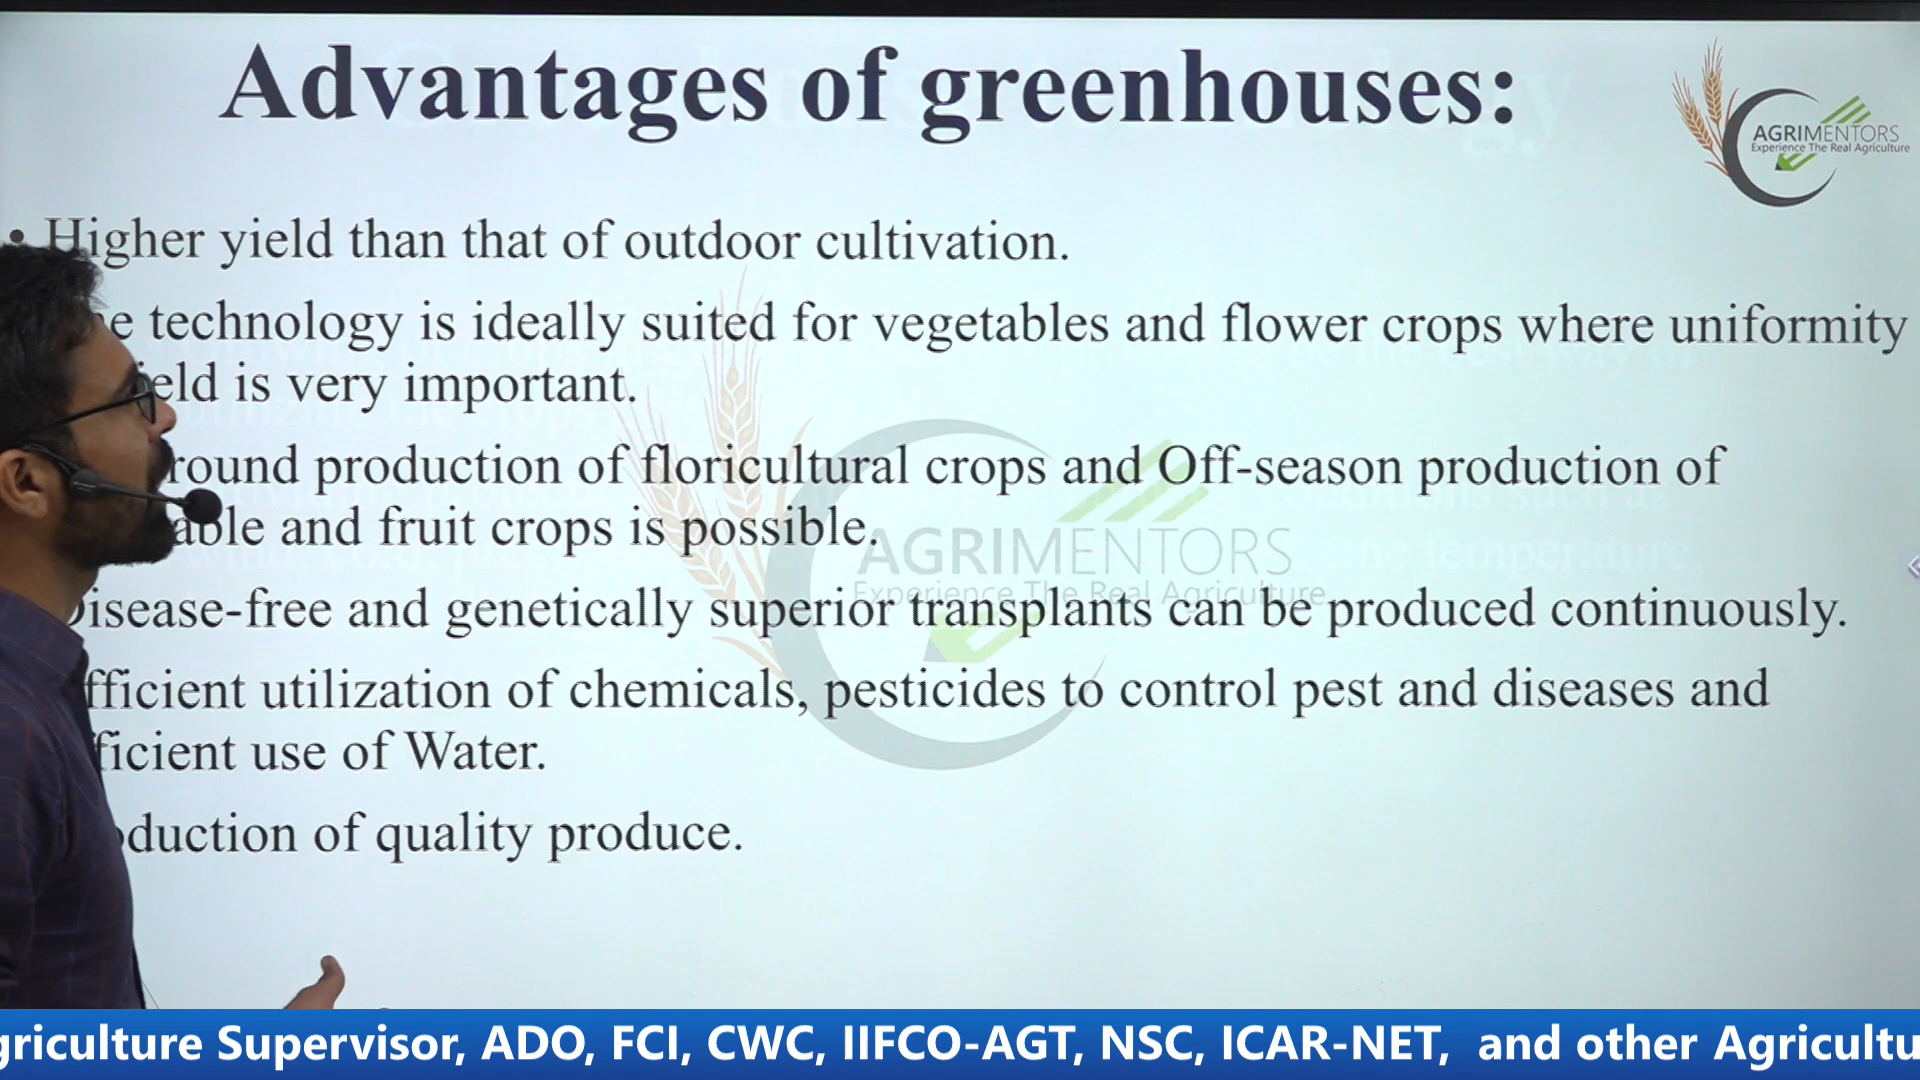 Advantages of greenhouses:
AGRIMENTORS
Experience The Real Agriculture
• Higher yield than that of outdoor cultivation.
e technology is ideally suited for vegetables and flower crops where uniformity
eld is very important.
round production of floricultural crops and Off-season production of
able and fruit crops is possible.
AGRIMENTORS
Experience The Real Agriculture
isease-free and genetically superior transplants can be produced continuously.
fficient utilization of chemicals, pesticides to control pest and diseases and
ficient use of Water.
oduction of quality produce.
griculture Supervisor, ADO, FCI, CWC, IIFCO-AGT, NSC, ICAR-NET, and other Agricultu